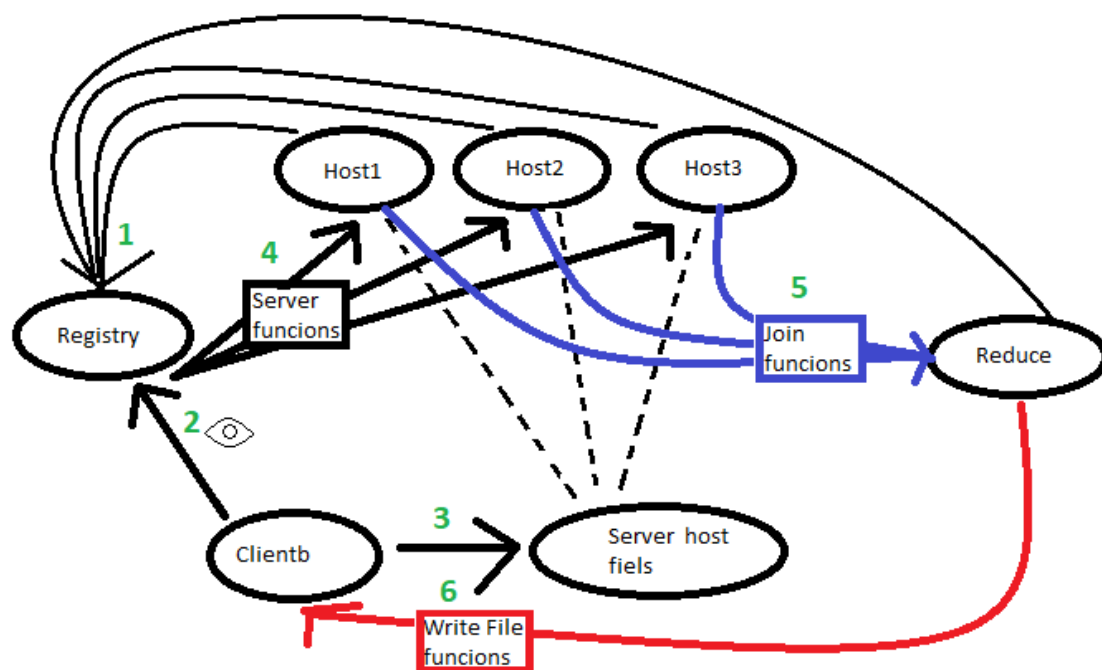 Host1
Host2
Host3
1
4
5
Server
funcions
Registry
Join
funcions
Reduce
2
3
Clientb
Server host
fiels
6
Write File
funcions